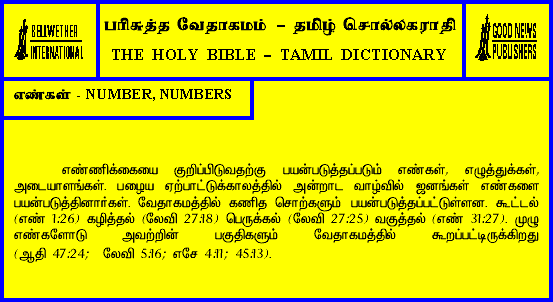 BELLWETHER
INTERNATIONAL
பரிசுத்த வேதாகமம் – தமிழ் சொல்லகராதி
THE HOLY BIBLE – TAMIL DICTIONARY
GOOD NEWS
PUBLISHERS
எண்கள் - NUMBER, NUMBERS
எண்ணிக்கையை குறிப்பிடுவதற்கு பயன்படுத்தப்படும் எண்கள், எழுத்துக்கள்,
அடையாளங்கள். பழைய ஏற்பாட்டுக்காலத்தில் அன்றாட வாழ்வில் ஜனங்கள் எண்களை
பயன்படுத்தினார்கள். வேதாகமத்தில் கணித சொற்களும் பயன்படுத்தப்பட்டுள்ளன. கூட்டல்
(எண் 1:26) கழித்தல் (லேவி 27:18) பெருக்கல் (லேவி 27:25) வகுத்தல் (எண் 31:27). முழு
எண்களோடு அவற்றின் பகுதிகளும் வேதாகமத்தில் கூறப்பட்டிருக்கிறது
(ஆதி 47:24; லேவி 5:16; எசே 4:11; 45:13).